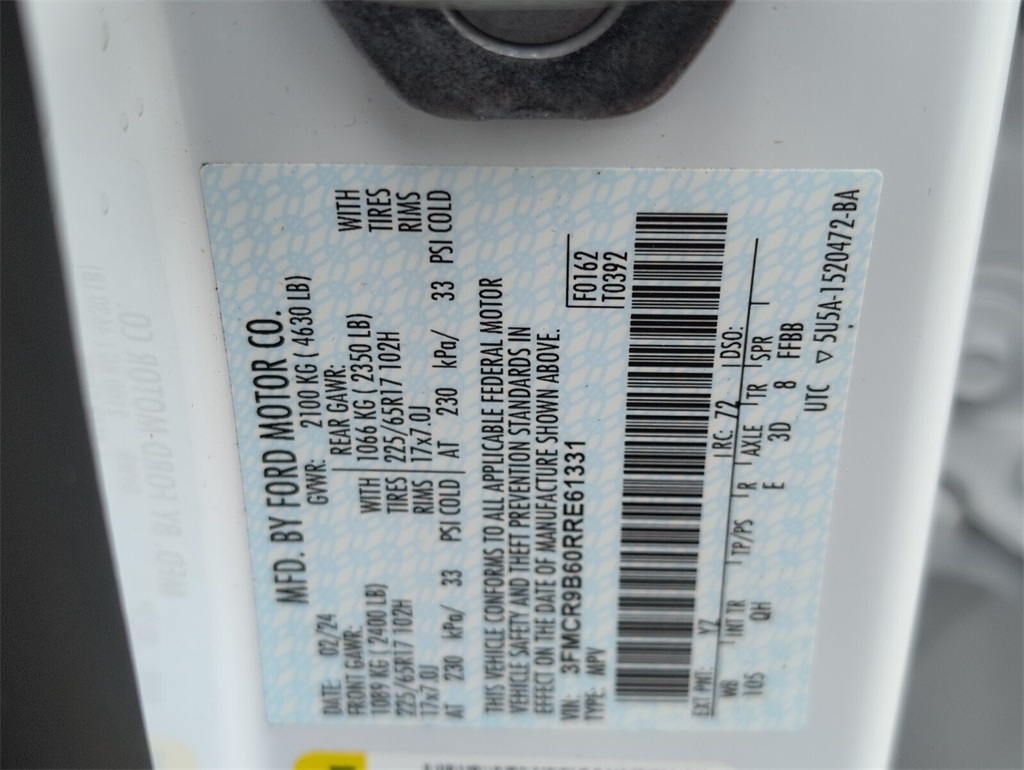 MFD. BY FORD MOTOR CO.
DATE: 02/24 GVWR: 2100 KG ( 4630 LB)
FRONT GAWR: REAR GAWR:
1089 KG ( 2400 LB) WITH 1066 KG ( 2350 LB) WITH
225/65R17 102H TIRES 225/65R17 102H TIRES
17x7.0J RIMS 17x7.0J RIMS
AT 230 kPa/ 33 PSI COLD AT 230 kPa/ 33 PSI COLD
THIS VEHICLE CONFORMS TO ALL APPLICABLE FEDERAL MOTOR
VEHICLE SAFETY AND THEFT PREVENTION STANDARDS IN
EFFECT ON THE DATE OF MANUFACTURE SHOWN ABOVE.
VIN: 3FMCR9B60RRE61331 F0162
TYPE: MPV T0392
EXT PNT: YZ RC: 72 DSO:
WB INT TR TP/PS R AXLE TR SPR
105 QH E 3D 8 FFBB
UTC ▽ 5U5A-1520472-BA